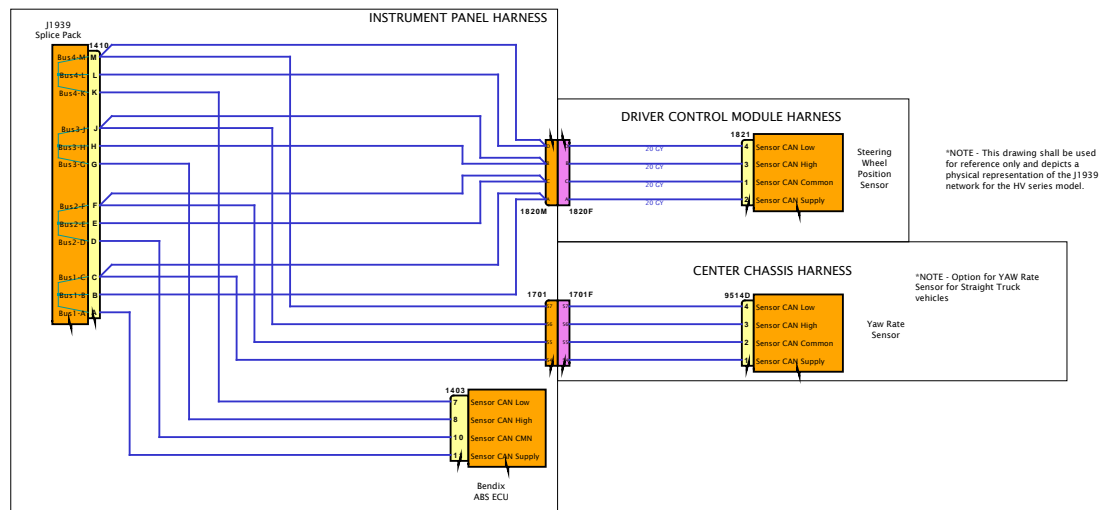 INSTRUMENT PANEL HARNESS
J1939
Splice Pack
1410
Bus4-M M
Bus4-L L
Bus4-K K
Bus3-J J
Bus3-H H
Bus3-G G
Bus2-F F
Bus2-E E
Bus2-D D
Bus1-C C
Bus1-B B
Bus1-A A
DRIVER CONTROL MODULE HARNESS
1821
20 GY 4 Sensor CAN Low
20 GY 3 Sensor CAN High
C C 1 Sensor CAN Common
20 GY
A A 20 GY 2 Sensor CAN Supply
1820M 1820F
Steering
Wheel
Position
Sensor
*NOTE - This drawing shall be used
for reference only and depicts a
physical representation of the J1939
network for the HV series model.
CENTER CHASSIS HARNESS
*NOTE - Option for YAW Rate
Sensor for Straight Truck
vehicles
1701 1701F 9514D
57 57 4 Sensor CAN Low
56 56 3 Sensor CAN High
55 55 2 Sensor CAN Common
1 Sensor CAN Supply
Yaw Rate
Sensor
1403
7 Sensor CAN Low
8 Sensor CAN High
10 Sensor CAN CMN
1 Sensor CAN Supply
Bendix
ABS ECU